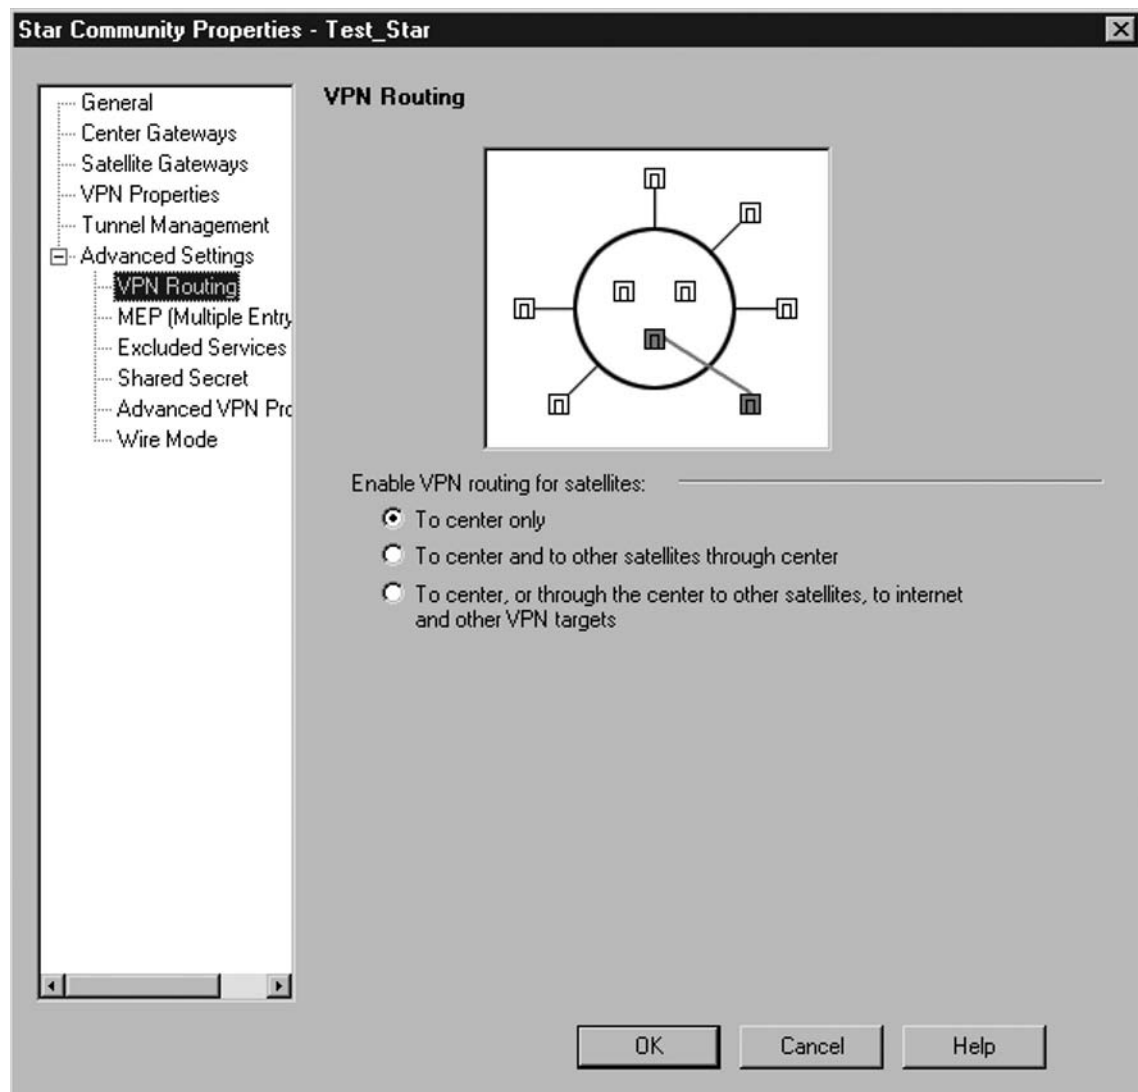 Star Community Properties - Test_Star
General
Center Gateways
Satellite Gateways
VPN Properties
Tunnel Management
Advanced Settings
VPN Routing
MEP (Multiple Entry
Excluded Services
Shared Secret
Advanced VPN Pro
Wire Mode
VPN Routing
Enable VPN routing for satellites:
To center only
To center and to other satellites through center
To center, or through the center to other satellites, to internet
and other VPN targets
OK
Cancel
Help